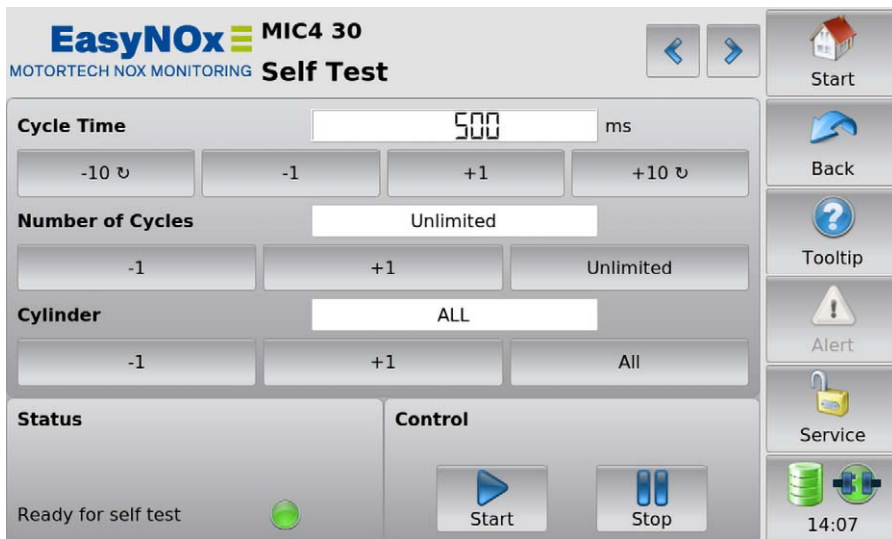 EasyNOx
MOTORTECH NOX MONITORING
MIC4 30
Self Test
Cycle Time
500
ms
-10 ↻
-1
+1
+10 ↻
Number of Cycles
Unlimited
-1
+1
Unlimited
Cylinder
ALL
-1
+1
All
Status
Ready for self test
Control
Start
Stop
Start
Back
?
Tooltip
!
Alert
Service
14:07